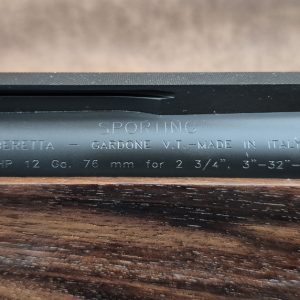 SPORTING
BERETTA - GARDONE V.T.-MADE IN ITALY
HP 12 Ga. 76 mm for 2 3/4", 3"-32"-